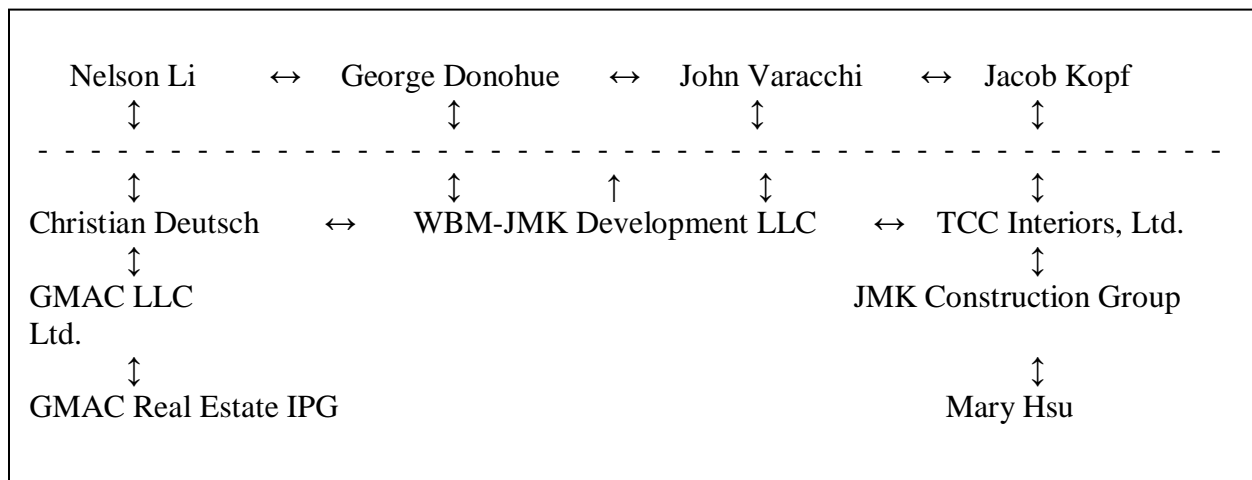 Nelson Li ↔ George Donohue ↔ John Varacchi ↔ Jacob Kopf
↕ ↕ ↕ ↕
- - - - - - - - - - - - - - - - - - - - - - - - - - - - - - - - - - - - - - - - - - - - -
↕ ↕ ↑ ↕ ↕
Christian Deutsch ↔ WBM-JMK Development LLC ↔ TCC Interiors, Ltd.
↕ ↕
GMAC LLC JMK Construction Group
Ltd.
↕ ↕
GMAC Real Estate IPG Mary Hsu